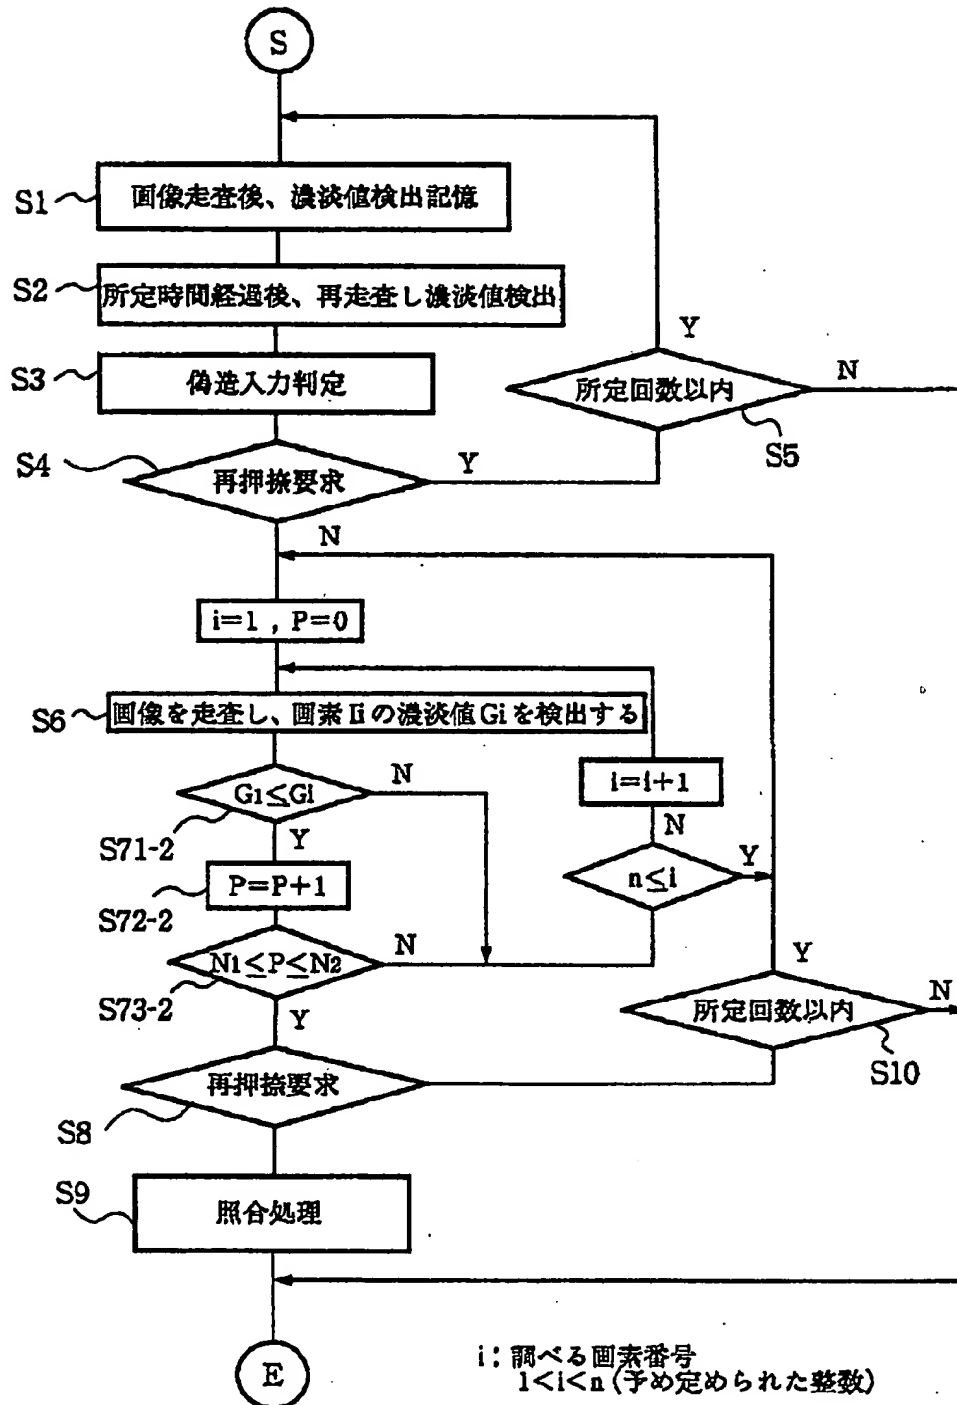 S
S1
画像走査後、濃淡値検出記憶
S2
所定時間経過後、再走査し濃淡値検出
Y
S3
偽造入力判定
所定回数以内
N
S5
S4
再押捺要求
Y
N
i=1 , P=0
S6
画像を走査し、画素Iiの濃淡値Giを検出する
G1≤Gi
N
i=i+1
S71-2
Y
N
P=P+1
n≤i
Y
S72-2
N1≤P≤N2
N
Y
S73-2
Y
所定回数以内
N
S10
再押捺要求
S8
S9
照合処理
E
i: 調べる画素番号
1<i<n (予め定められた整数)